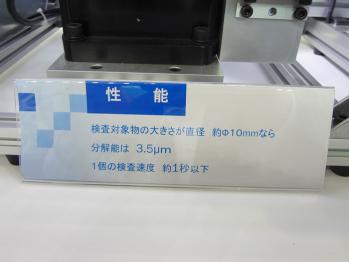 性能
検査対象物の大きさが直径 約Φ10mmなら
分解能は 3.5μm
1個の検査速度 約1秒以下